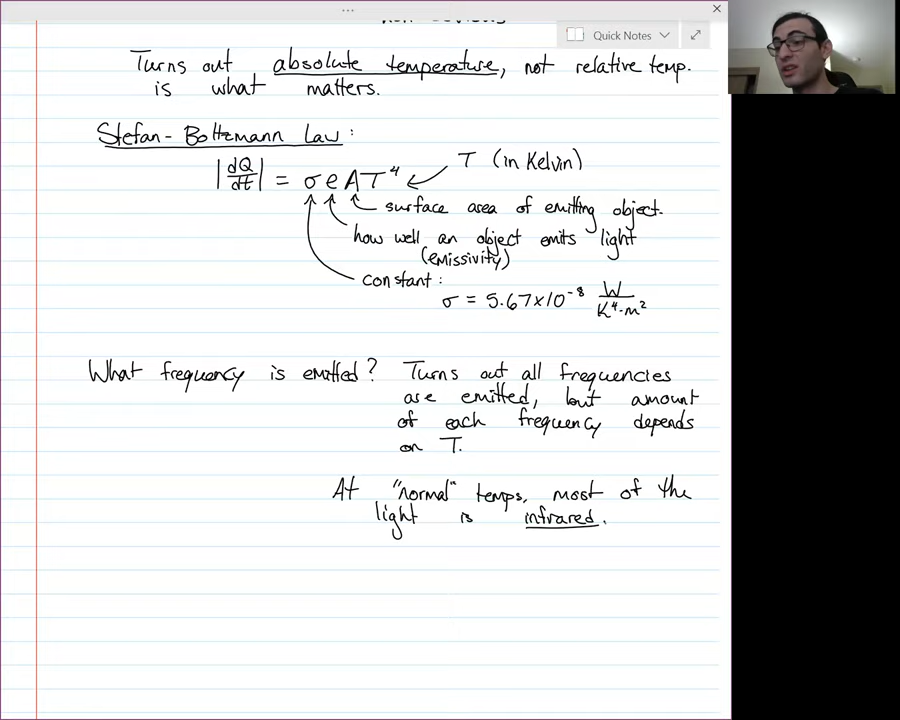 Quick Notes
Turns out absolute temperature, not relative temp.
is what matters.
Stefan-Boltzmann Law:
|dQ/dt| = σeAT⁴
T (in Kelvin)
surface area of emitting object.
how well an object emits light
(emissivity)
constant:
σ = 5.67x10⁻⁸ W/K⁴·m²
What frequency is emitted? Turns out all frequencies
are emitted, but amount
of each frequency depends
on T.
At "normal" temps, most of the
light is infrared.